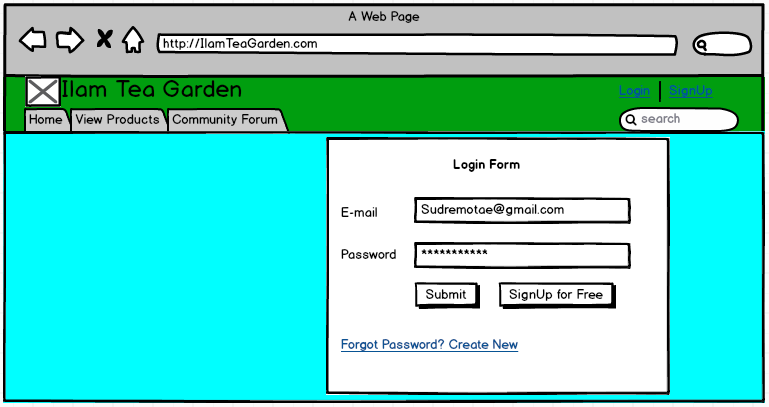 A Web Page
http://IlamTeaGarden.com
Ilam Tea Garden
Login SignUp
Home View Products Community Forum
search
Login Form
E-mail Sudremotae@gmail.com
Password ***********
Submit SignUp for Free
Forgot Password? Create New